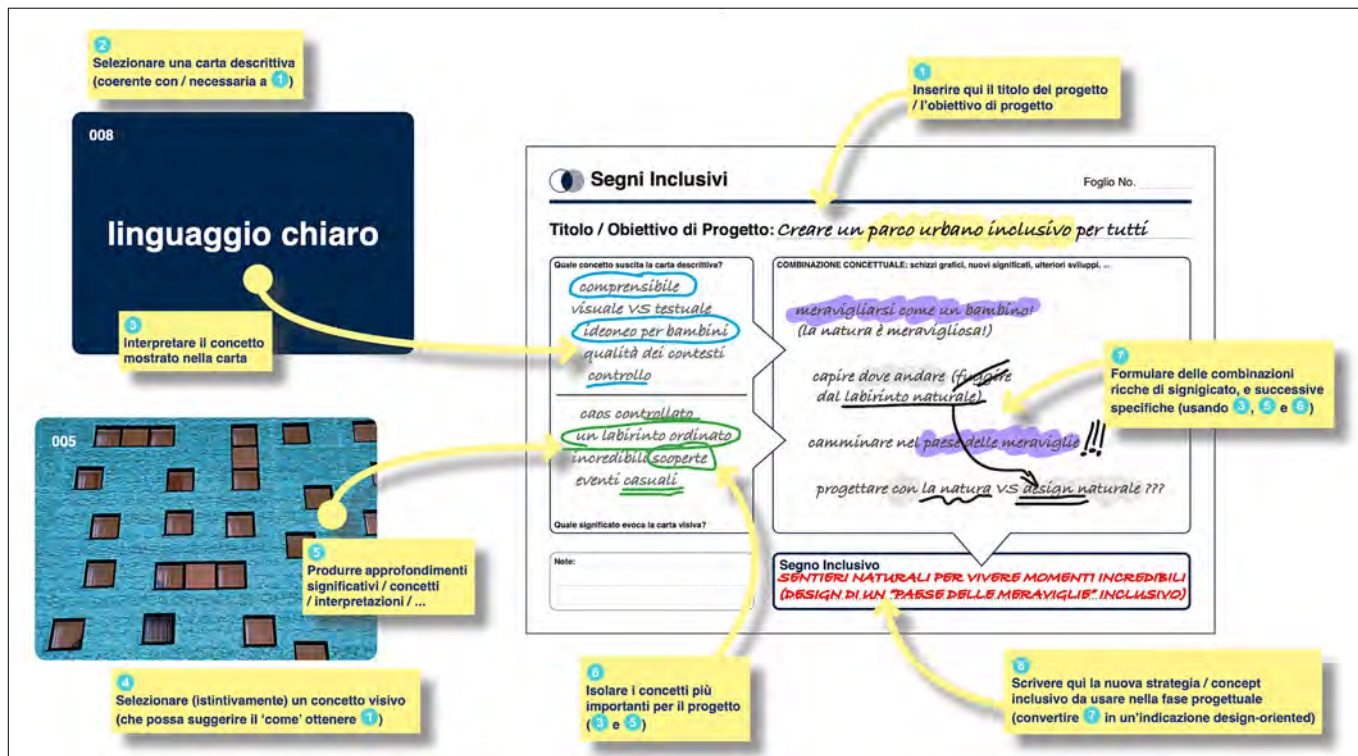 2
Selezionare una carta descrittiva
(coerente con / necessaria a 1)
008
linguaggio chiaro
3
Interpretare il concetto
mostrato nella carta
005
5
Produrre approfondimenti
significativi / concetti
/ interpretazioni / ...
4
Selezionare (istintivamente) un concetto visivo
(che possa suggerire il ‘come’ ottenere 1)
1
Inserire qui il titolo del progetto
/ l’obiettivo di progetto
Segni Inclusivi
Foglio No.
Titolo / Obiettivo di Progetto: Creare un parco urbano inclusivo per tutti
Quale concetto suscita la carta descrittiva?
comprensibile
visuale VS testuale
ideoneo per bambini
qualità dei contesti
controllo
caos controllato
un labirinto ordinato
incredibili scoperte
eventi casuali
Quale significato evoca la carta visiva?
COMBINAZIONE CONCETTUALE: schizzi grafici, nuovi significati, ulteriori sviluppi, ...
meravigliarsi come un bambino!
(la natura è meravigliosa!)
capire dove andare (fuggire
dal labirinto naturale)
camminare nel paese delle meraviglie !!!
progettare con la natura VS design naturale ???
7
Formulare delle combinazioni
ricche di signigicato, e successive
specifiche (usando 3, 5 e 6)
Note:
Segno Inclusivo
SENTIERI NATURALI PER VIVERE MOMENTI INCREDIBILI
(DESIGN DI UN “PAESE DELLE MERAVIGLIE” INCLUSIVO)
6
Isolare i concetti più
importanti per il progetto
(3 e 5)
8
Scrivere qui la nuova strategia / concept
inclusivo da usare nella fase progettuale
(convertire 7 in un’indicazione design-oriented)